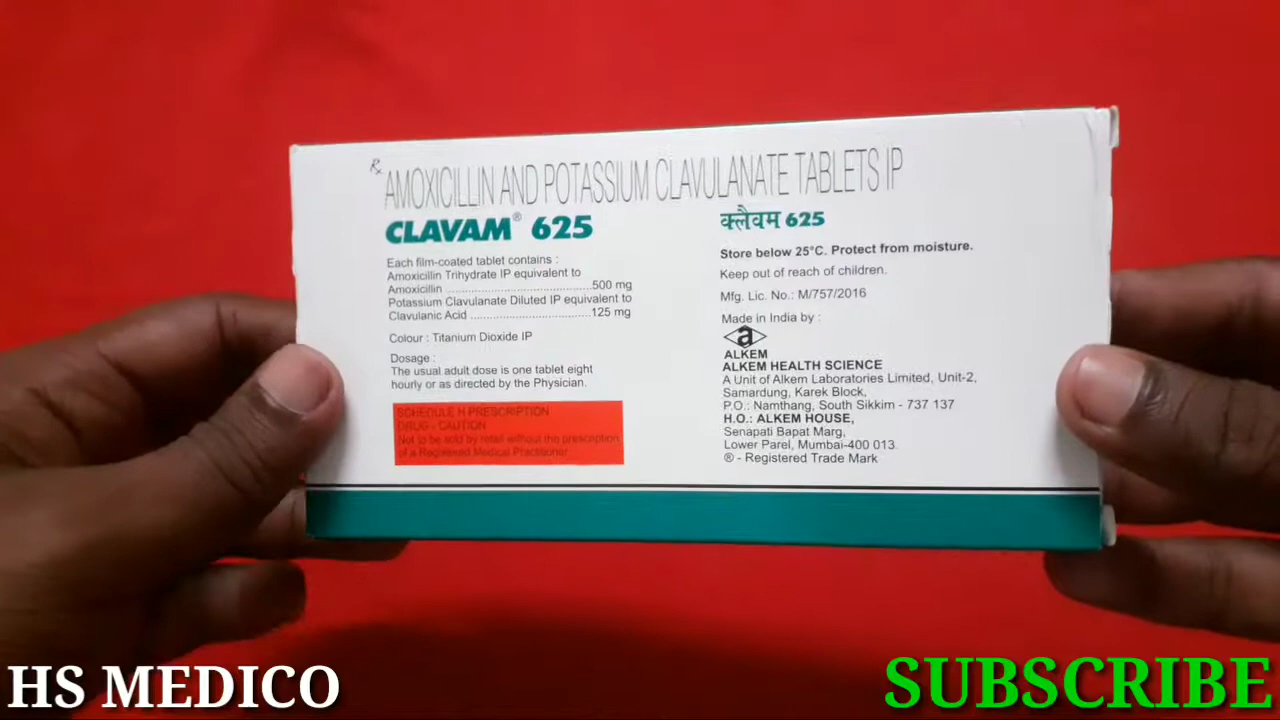 Rx AMOXICILLIN AND POTASSIUM CLAVULANATE TABLETS IP
CLAVAM® 625
Each film-coated tablet contains :
Amoxicillin Trihydrate IP equivalent to
Amoxicillin ..........................................500 mg
Potassium Clavulanate Diluted IP equivalent to
Clavulanic Acid ...................................125 mg
Colour : Titanium Dioxide IP
Dosage :
The usual adult dose is one tablet eight
hourly or as directed by the Physician.
SCHEDULE H PRESCRIPTION
DRUG - CAUTION
Not to be sold by retail without the prescription
of a Registered Medical Practitioner
क्लैवम 625
Store below 25°C. Protect from moisture.
Keep out of reach of children.
Mfg. Lic. No.: M/757/2016
Made in India by :
a
ALKEM
ALKEM HEALTH SCIENCE
A Unit of Alkem Laboratories Limited, Unit-2,
Samardung, Karek Block,
P.O.: Namthang, South Sikkim - 737 137
H.O.: ALKEM HOUSE,
Senapati Bapat Marg,
Lower Parel, Mumbai-400 013.
® - Registered Trade Mark
HS MEDICO
SUBSCRIBE